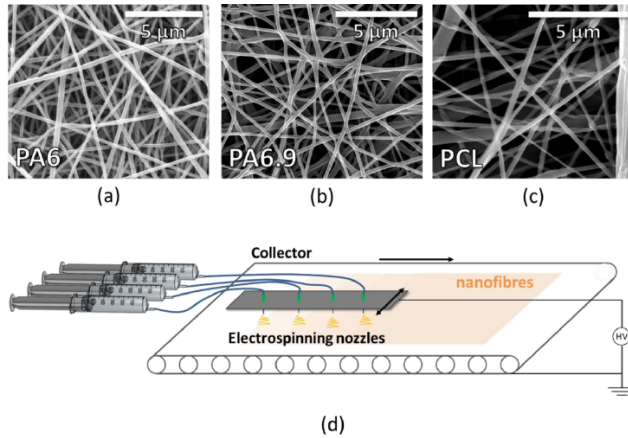 5 µm
5 µm
5 µm
PA6
PA6.9
PCL
(a)
(b)
(c)
Collector
nanofibres
Electrospinning nozzles
HV
(d)